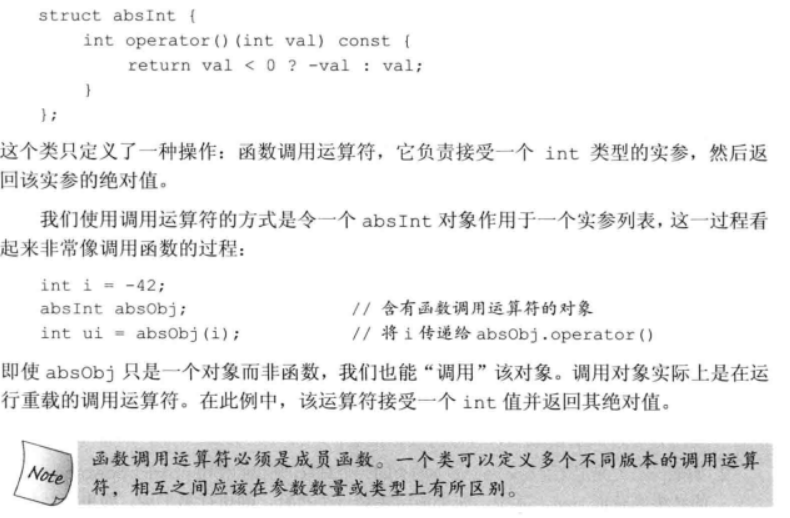 struct absInt {
int operator()(int val) const {
return val < 0 ? -val : val;
}
};
这个类只定义了一种操作：函数调用运算符，它负责接受一个 int 类型的实参，然后返
回该实参的绝对值。
我们使用调用运算符的方式是令一个 absInt 对象作用于一个实参列表，这一过程看
起来非常像调用函数的过程：
int i = -42;
absInt absObj; // 含有函数调用运算符的对象
int ui = absObj(i); // 将 i 传递给 absObj.operator()
即使 absObj 只是一个对象而非函数，我们也能“调用”该对象。调用对象实际上是在运
行重载的调用运算符。在此例中，该运算符接受一个 int 值并返回其绝对值。
Note
函数调用运算符必须是成员函数。一个类可以定义多个不同版本的调用运算
符，相互之间应该在参数数量或类型上有所区别。